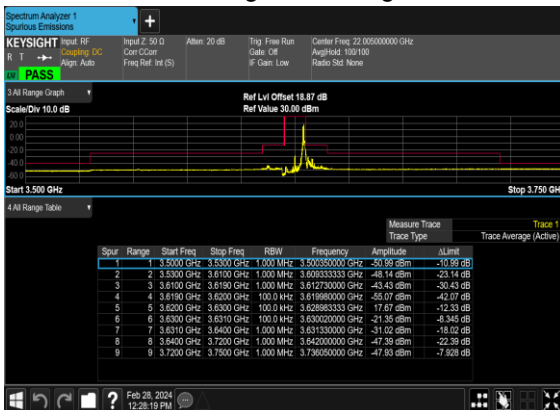 Spectrum Analyzer 1
Spurious Emissions
KEYSIGHT Input: RF Input Z: 50 Ω Atten: 20 dB Trig: Free Run Center Freq: 22.005000000 GHz
R T Coupling: DC Corr CCorr Gate: Off Avg|Hold: 100/100
Align: Auto Freq Ref: Int (S) IF Gain: Low Radio Std: None
PASS
3 All Range Graph
Ref Lvl Offset 18.87 dB
Scale/Div 10.0 dB Ref Value 30.00 dBm
20.0
0.00
-20.0
-40.0
-60.0
Start 3.500 GHz Stop 3.750 GH
4 All Range Table
Measure Trace Trace 1
Trace Type Trace Average (Active)
Spur Range Start Freq Stop Freq RBW Frequency Amplitude ΔLimit
1 1 3.5000 GHz 3.5300 GHz 1.000 MHz 3.500350000 GHz -50.99 dBm -10.99 dB
2 2 3.5300 GHz 3.6100 GHz 1.000 MHz 3.609333333 GHz -48.14 dBm -23.14 dB
3 3 3.6100 GHz 3.6190 GHz 1.000 MHz 3.612730000 GHz -43.43 dBm -30.43 dB
4 4 3.6190 GHz 3.6200 GHz 100.0 kHz 3.619980000 GHz -55.07 dBm -42.07 dB
5 5 3.6200 GHz 3.6300 GHz 100.0 kHz 3.628983333 GHz 17.67 dBm -12.33 dB
6 6 3.6300 GHz 3.6310 GHz 100.0 kHz 3.630020000 GHz -21.35 dBm -8.345 dB
7 7 3.6310 GHz 3.6400 GHz 1.000 MHz 3.631330000 GHz -31.02 dBm -18.02 dB
8 8 3.6400 GHz 3.7200 GHz 1.000 MHz 3.642000000 GHz -47.39 dBm -22.39 dB
9 9 3.7200 GHz 3.7500 GHz 1.000 MHz 3.736050000 GHz -47.93 dBm -7.928 dB
Feb 28, 2024
12:28:19 PM